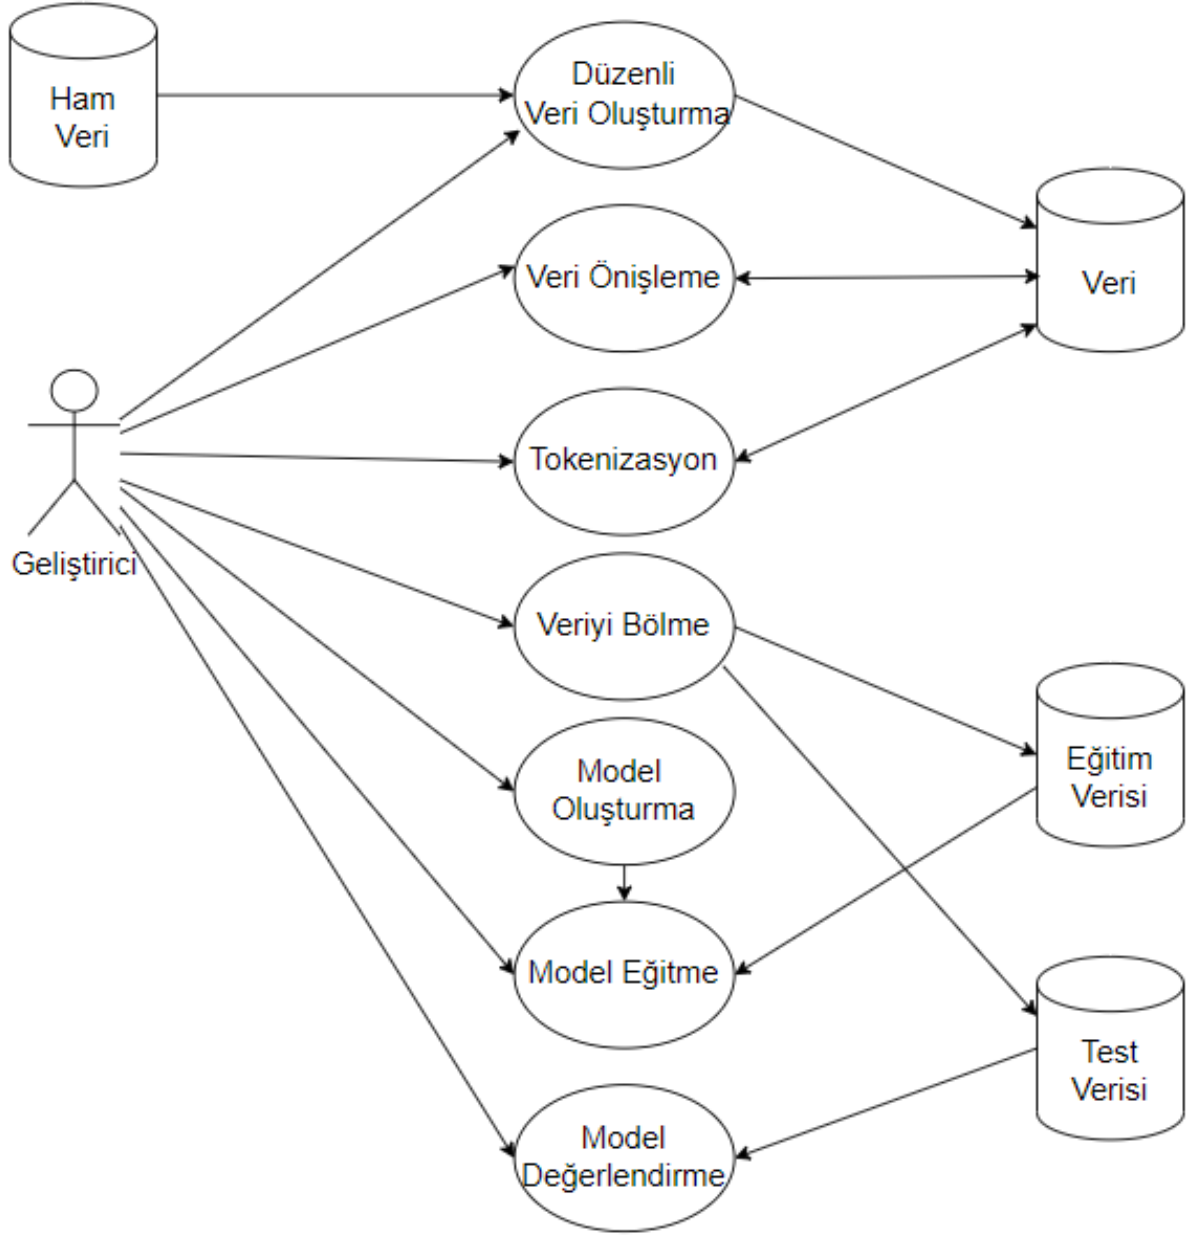 Ham
Veri
Düzenli
Veri Oluşturma
Veri Önişleme
Veri
Tokenizasyon
Geliştirici
Veriyi Bölme
Model
Oluşturma
Eğitim
Verisi
Model Eğitme
Test
Verisi
Model
Değerlendirme